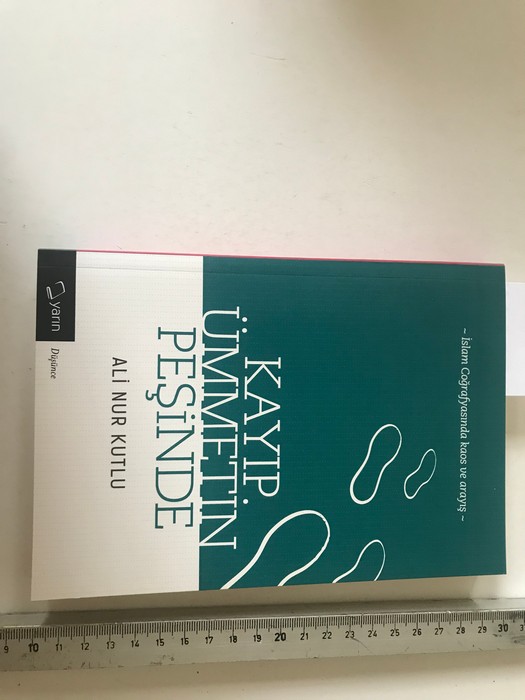 ~ İslam Coğrafyasında kaos ve arayış ~
KAYIP
ÜMMETİN
PEŞİNDE
ALİ NUR KUTLU
yarın
Düşünce
9 10 11 12 13 14 15 16 17 18 19 20 21 22 23 24 25 26 27 28 29 30 31